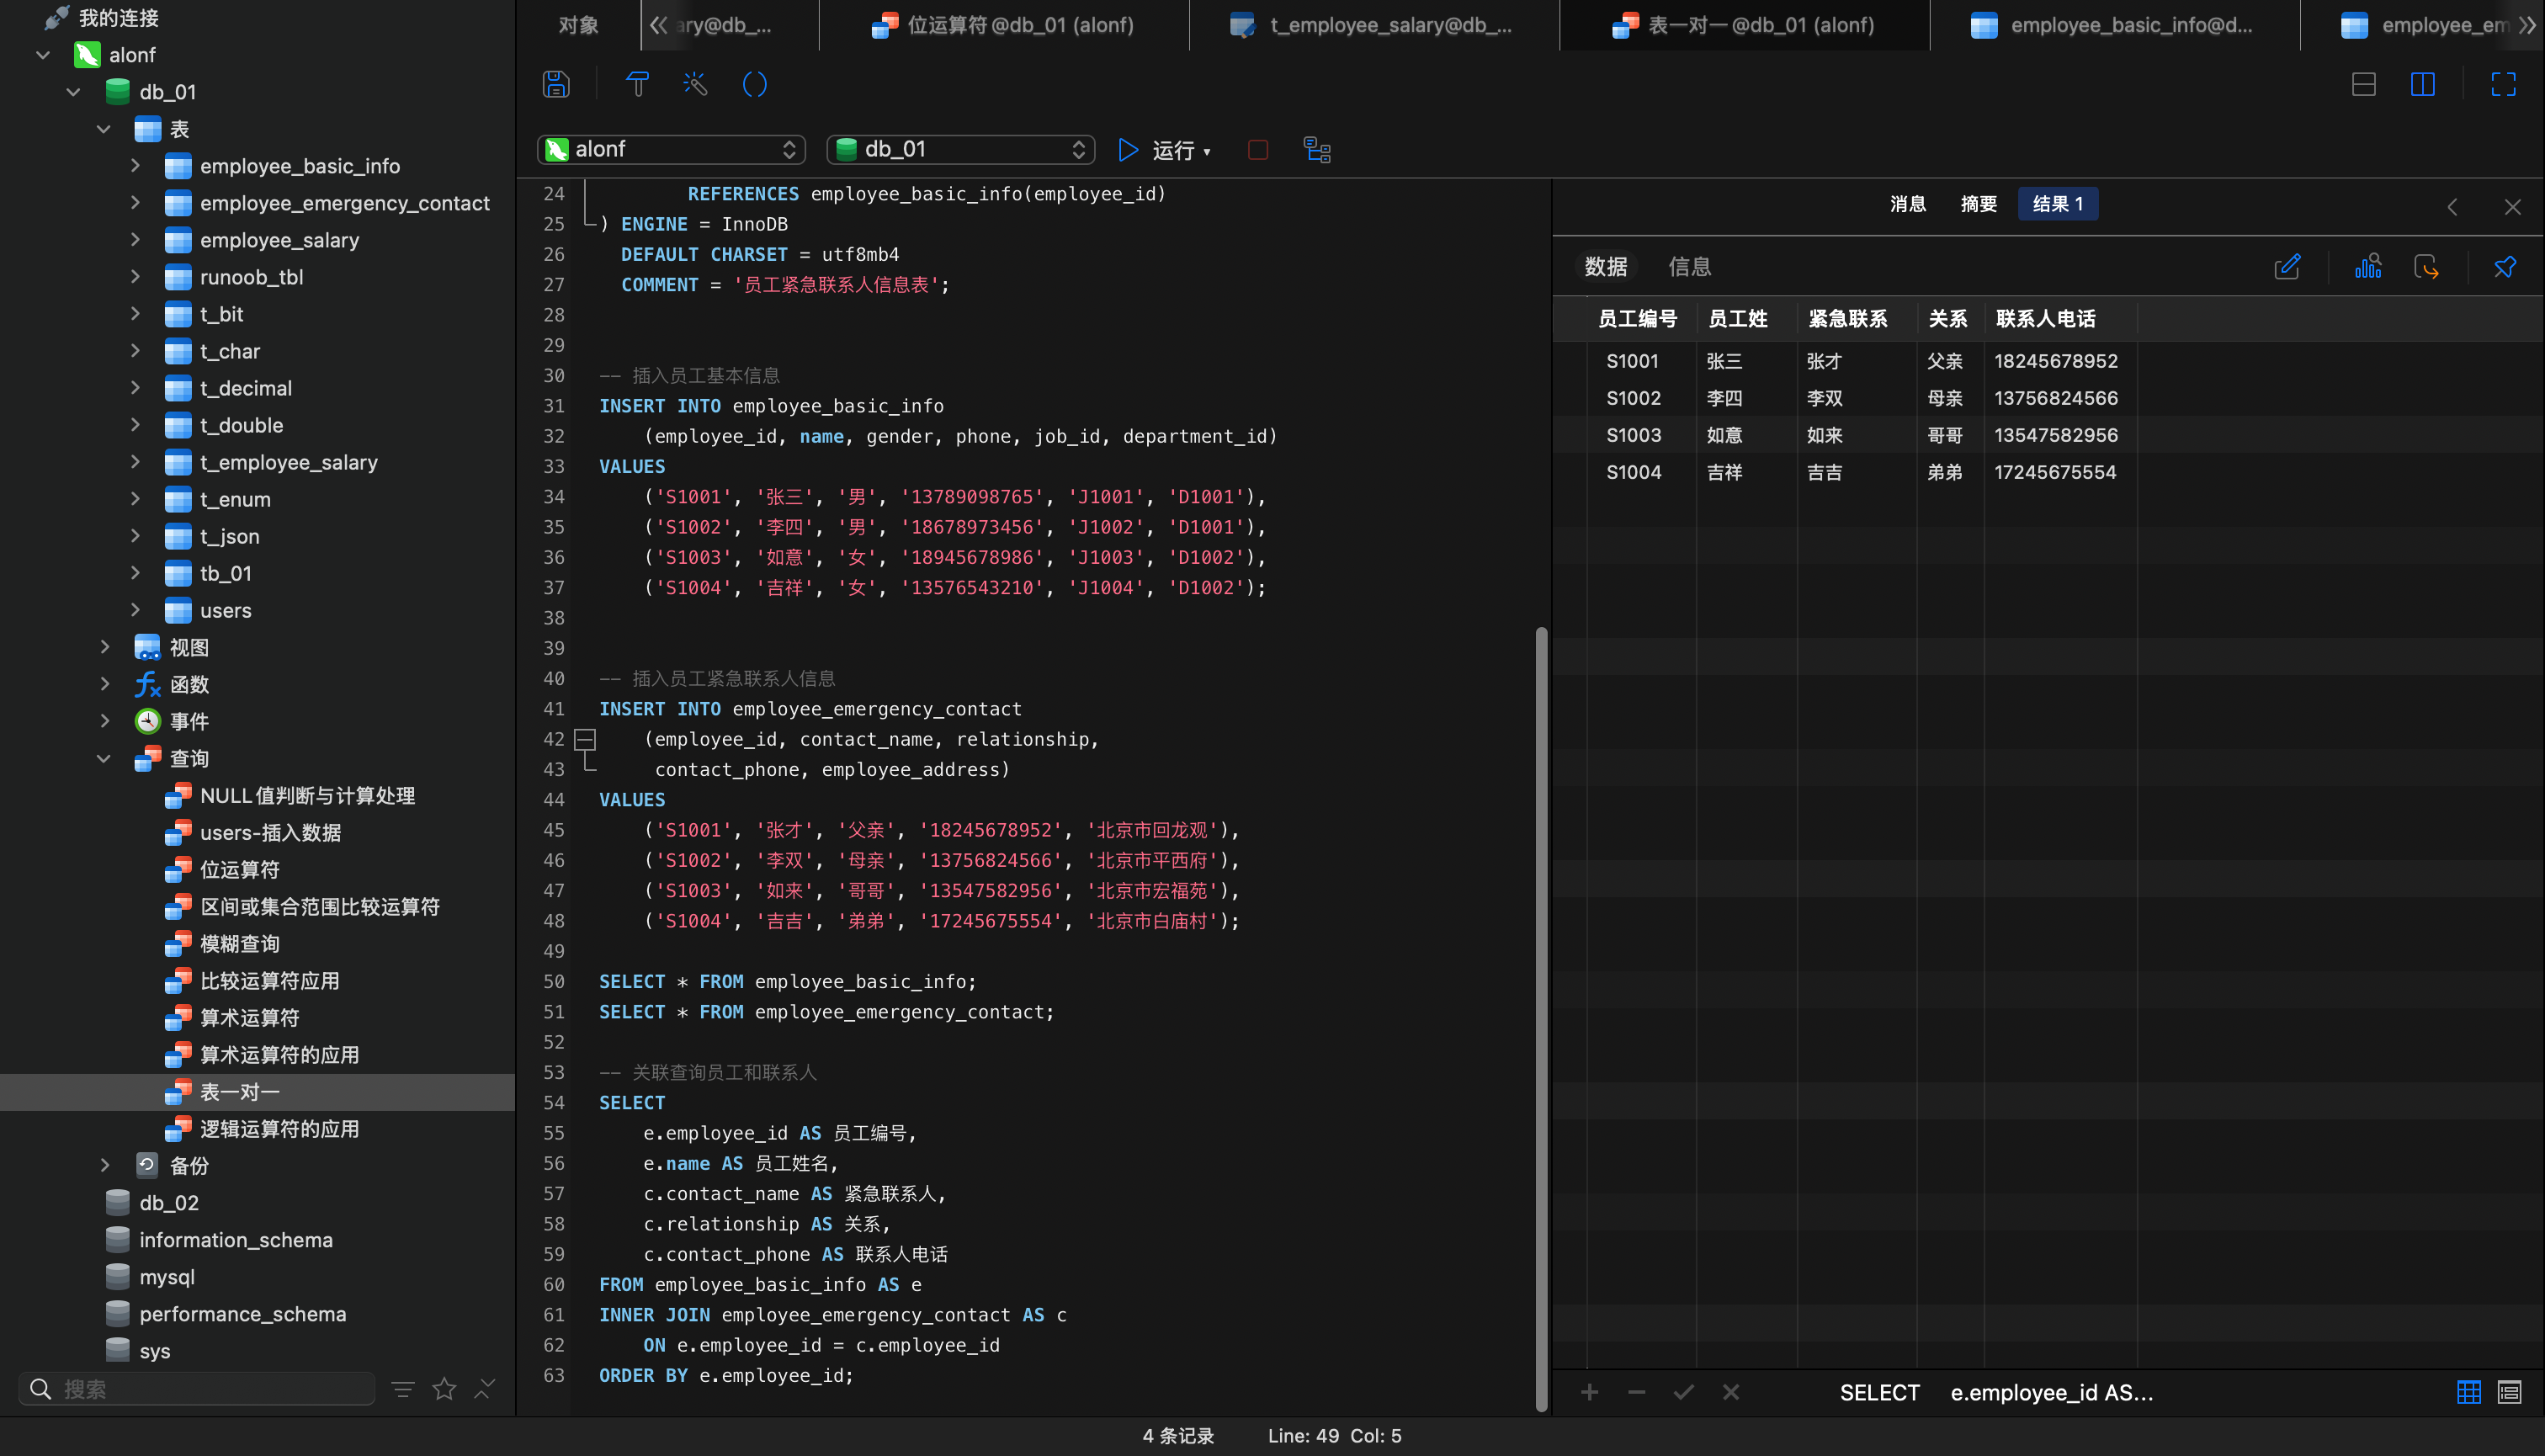 我的连接
alonf
db_01
表
employee_basic_info
employee_emergency_contact
employee_salary
runoob_tbl
t_bit
t_char
t_decimal
t_double
t_employee_salary
t_enum
t_json
tb_01
users
视图
函数
事件
查询
NULL值判断与计算处理
users-插入数据
位运算符
区间或集合范围比较运算符
模糊查询
比较运算符应用
算术运算符
算术运算符的应用
表一对一
逻辑运算符的应用
备份
db_02
information_schema
mysql
performance_schema
sys
搜索
对象
ary@db_...
位运算符@db_01 (alonf)
t_employee_salary@db_...
表一对一@db_01 (alonf)
employee_basic_info@d...
employee_em
alonf
db_01
运行
24 REFERENCES employee_basic_info(employee_id)
25 ) ENGINE = InnoDB
26 DEFAULT CHARSET = utf8mb4
27 COMMENT = '员工紧急联系人信息表';
28
29
30 -- 插入员工基本信息
31 INSERT INTO employee_basic_info
32 (employee_id, name, gender, phone, job_id, department_id)
33 VALUES
34 ('S1001', '张三', '男', '13789098765', 'J1001', 'D1001'),
35 ('S1002', '李四', '男', '18678973456', 'J1002', 'D1001'),
36 ('S1003', '如意', '女', '18945678986', 'J1003', 'D1002'),
37 ('S1004', '吉祥', '女', '13576543210', 'J1004', 'D1002');
38
39
40 -- 插入员工紧急联系人信息
41 INSERT INTO employee_emergency_contact
42 (employee_id, contact_name, relationship,
43 contact_phone, employee_address)
44 VALUES
45 ('S1001', '张才', '父亲', '18245678952', '北京市回龙观'),
46 ('S1002', '李双', '母亲', '13756824566', '北京市平西府'),
47 ('S1003', '如来', '哥哥', '13547582956', '北京市宏福苑'),
48 ('S1004', '吉吉', '弟弟', '17245675554', '北京市白庙村');
49
50 SELECT * FROM employee_basic_info;
51 SELECT * FROM employee_emergency_contact;
52
53 -- 关联查询员工和联系人
54 SELECT
55 e.employee_id AS 员工编号,
56 e.name AS 员工姓名,
57 c.contact_name AS 紧急联系人,
58 c.relationship AS 关系,
59 c.contact_phone AS 联系人电话
60 FROM employee_basic_info AS e
61 INNER JOIN employee_emergency_contact AS c
62 ON e.employee_id = c.employee_id
63 ORDER BY e.employee_id;
消息 摘要 结果 1
数据 信息
员工编号 员工姓 紧急联系 关系 联系人电话
S1001 张三 张才 父亲 18245678952
S1002 李四 李双 母亲 13756824566
S1003 如意 如来 哥哥 13547582956
S1004 吉祥 吉吉 弟弟 17245675554
SELECT e.employee_id AS...
4 条记录 Line: 49 Col: 5